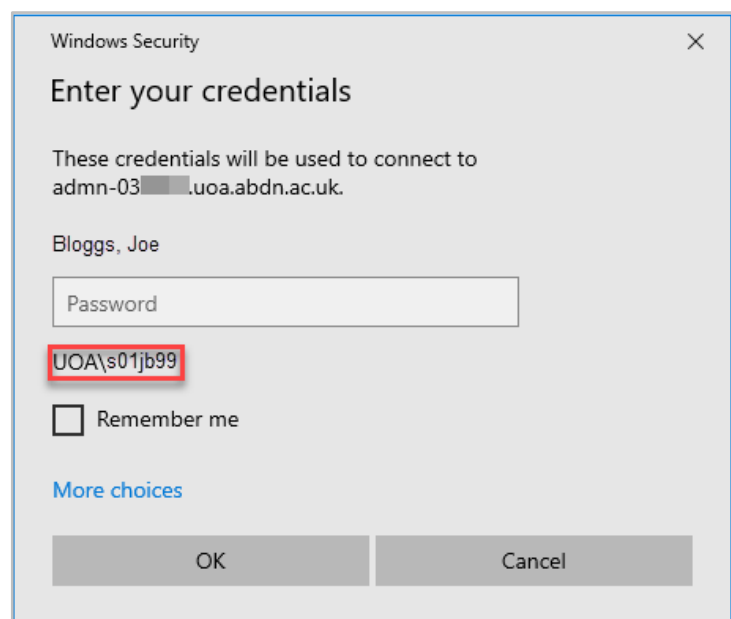 Windows Security
Enter your credentials
These credentials will be used to connect to
admn-03 .uoa.abdn.ac.uk.
Bloggs, Joe
Password
UOA\s01jb99
Remember me
More choices
OK Cancel